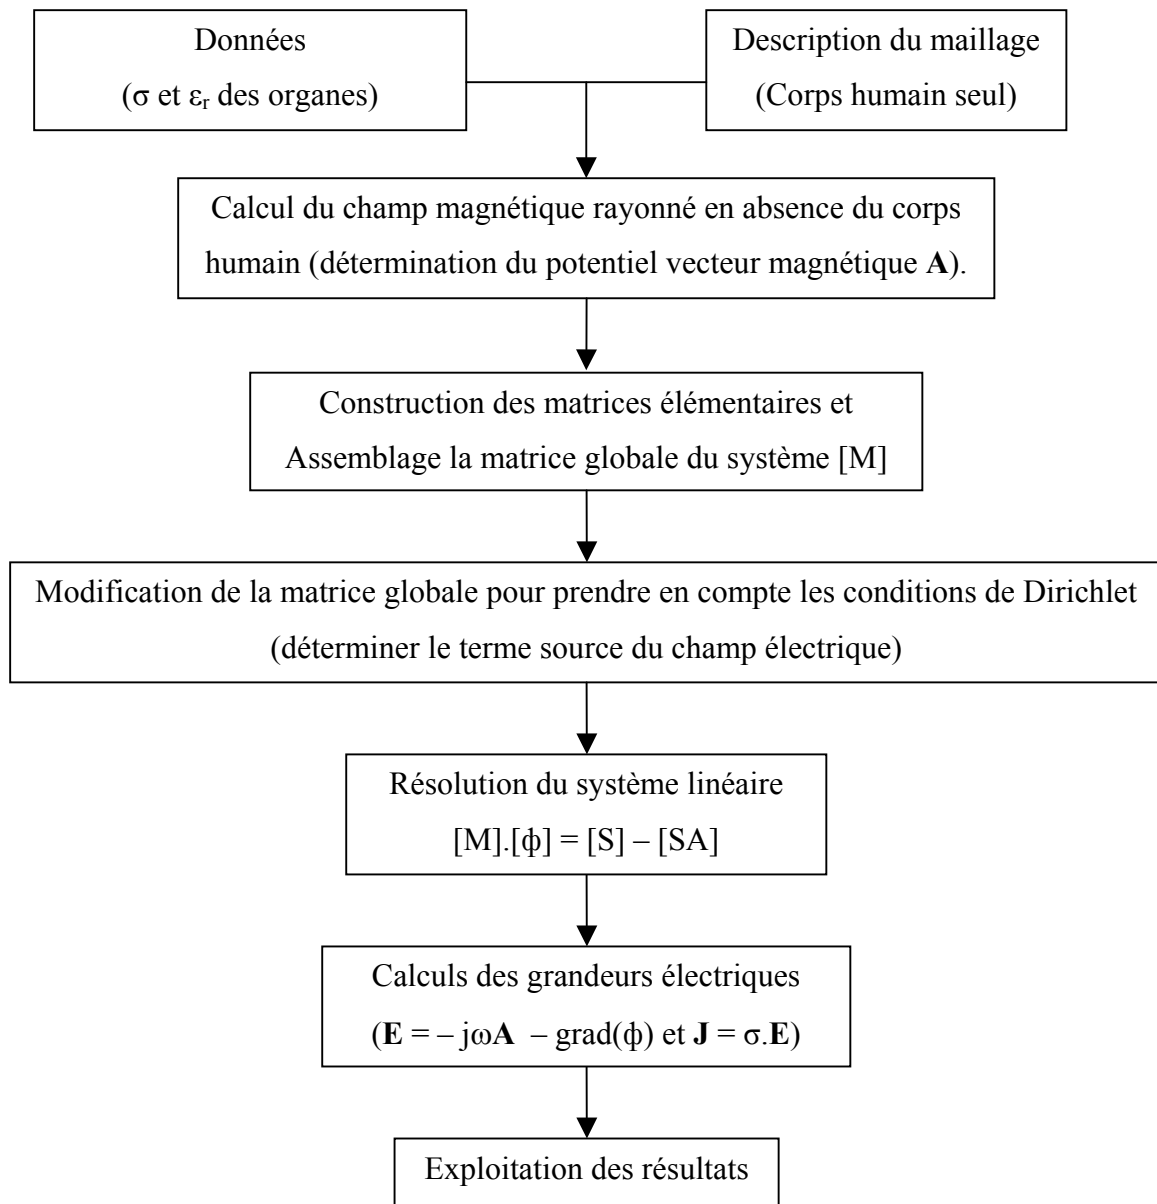 Données
(σ et εr des organes)
Description du maillage
(Corps humain seul)
Calcul du champ magnétique rayonné en absence du corps
humain (détermination du potentiel vecteur magnétique A).
Construction des matrices élémentaires et
Assemblage la matrice globale du système [M]
Modification de la matrice globale pour prendre en compte les conditions de Dirichlet
(déterminer le terme source du champ électrique)
Résolution du système linéaire
[M].[ϕ] = [S] – [SA]
Calculs des grandeurs électriques
(E = – jωA – grad(ϕ) et J = σ.E)
Exploitation des résultats